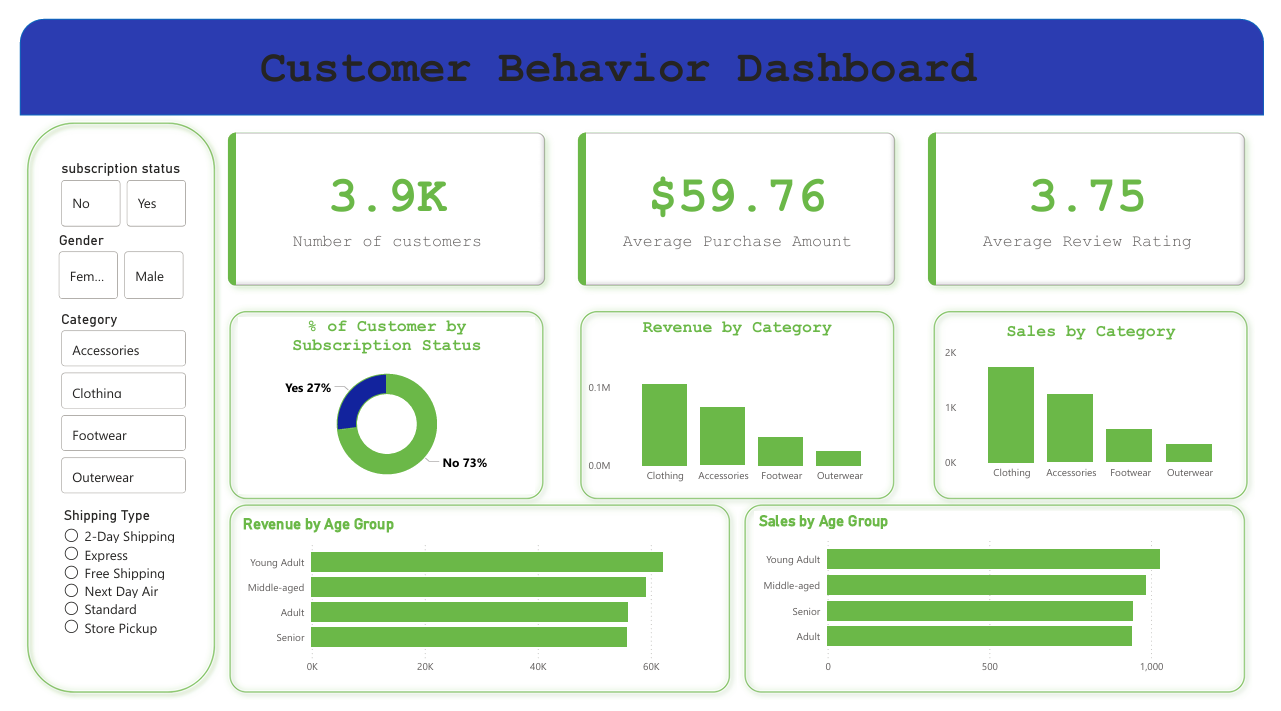 Customer Behavior Dashboard
subscription status
No
Yes
Gender
Fem...
Male
Category
Accessories
Clothing
Footwear
Outerwear
Shipping Type
2-Day Shipping
Express
Free Shipping
Next Day Air
Standard
Store Pickup
3.9K
Number of customers
$59.76
Average Purchase Amount
3.75
Average Review Rating
% of Customer by
Subscription Status
Yes 27%
No 73%
Revenue by Category
0.1M
0.0M
Clothing
Accessories
Footwear
Outerwear
Sales by Category
2K
1K
0K
Clothing
Accessories
Footwear
Outerwear
Revenue by Age Group
Young Adult
Middle-aged
Adult
Senior
0K
20K
40K
60K
Sales by Age Group
Young Adult
Middle-aged
Senior
Adult
0
500
1,000